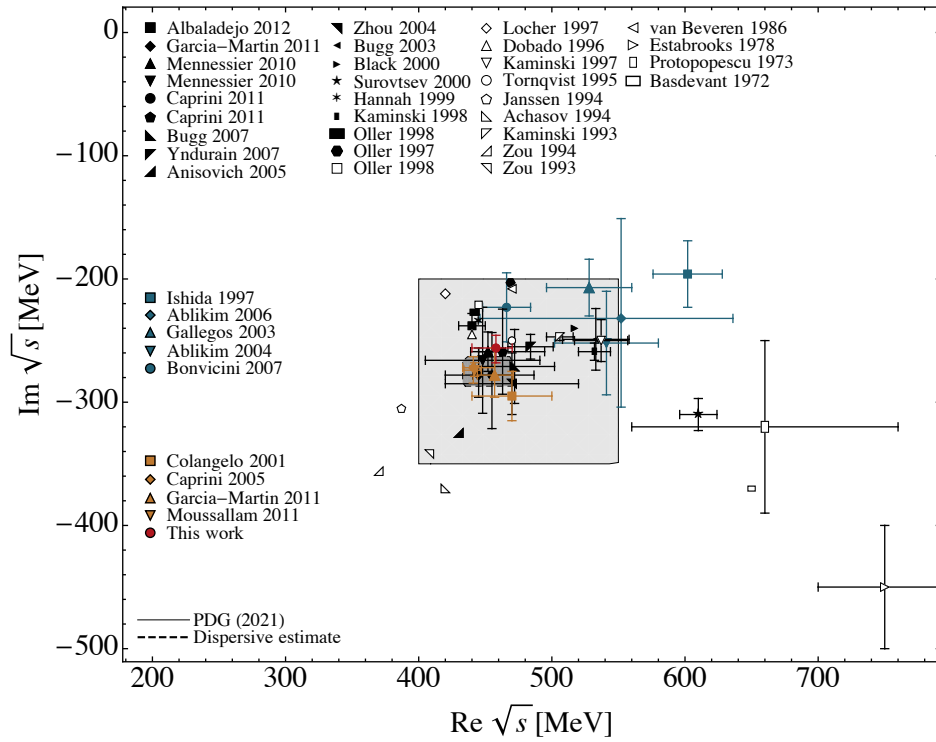 0
−100
−200
−300
−400
−500
Im √s [MeV]
Albaladejo 2012
Garcia−Martin 2011
Mennessier 2010
Mennessier 2010
Caprini 2011
Caprini 2011
Bugg 2007
Yndurain 2007
Anisovich 2005
Zhou 2004
Bugg 2003
Black 2000
Surovtsev 2000
Hannah 1999
Kaminski 1998
Oller 1998
Oller 1997
Oller 1998
Locher 1997
Dobado 1996
Kaminski 1997
Tornqvist 1995
Janssen 1994
Achasov 1994
Kaminski 1993
Zou 1994
Zou 1993
van Beveren 1986
Estabrooks 1978
Protopopescu 1973
Basdevant 1972
Ishida 1997
Ablikim 2006
Gallegos 2003
Ablikim 2004
Bonvicini 2007
Colangelo 2001
Caprini 2005
Garcia−Martin 2011
Moussallam 2011
This work
PDG (2021)
Dispersive estimate
200
300
400
500
600
700
Re √s [MeV]